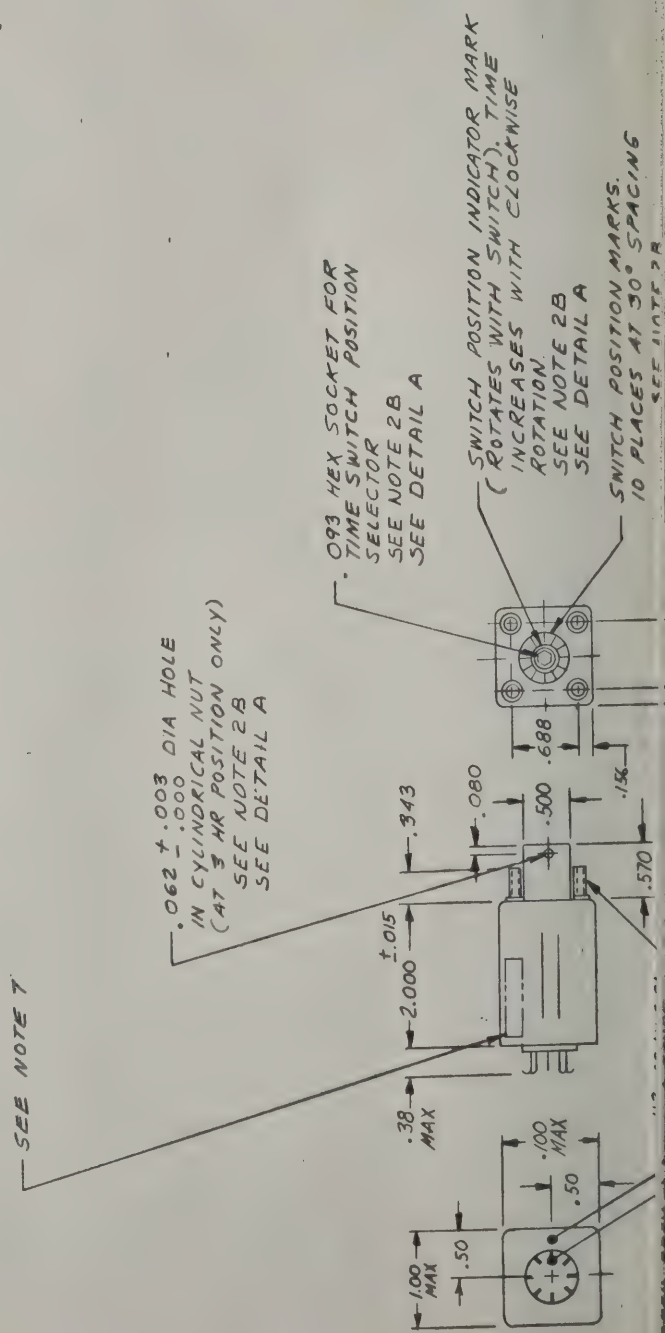 SEE NOTE 7
.062 +.003 -.000 DIA HOLE
IN CYLINDRICAL NUT
(AT 3 HR POSITION ONLY)
SEE NOTE 2B
SEE DETAIL A
.093 HEX SOCKET FOR
TIME SWITCH POSITION
SELECTOR
SEE NOTE 2B
SEE DETAIL A
SWITCH POSITION INDICATOR MARK
(ROTATES WITH SWITCH). TIME
INCREASES WITH CLOCKWISE
ROTATION.
SEE NOTE 2B
SEE DETAIL A
SWITCH POSITION MARKS.
10 PLACES AT 30° SPACING
1.00
MAX
.50
.100
MAX
.50
.38
MAX
2.000 ±.015
.343
.080
.500
.570
.688
.156